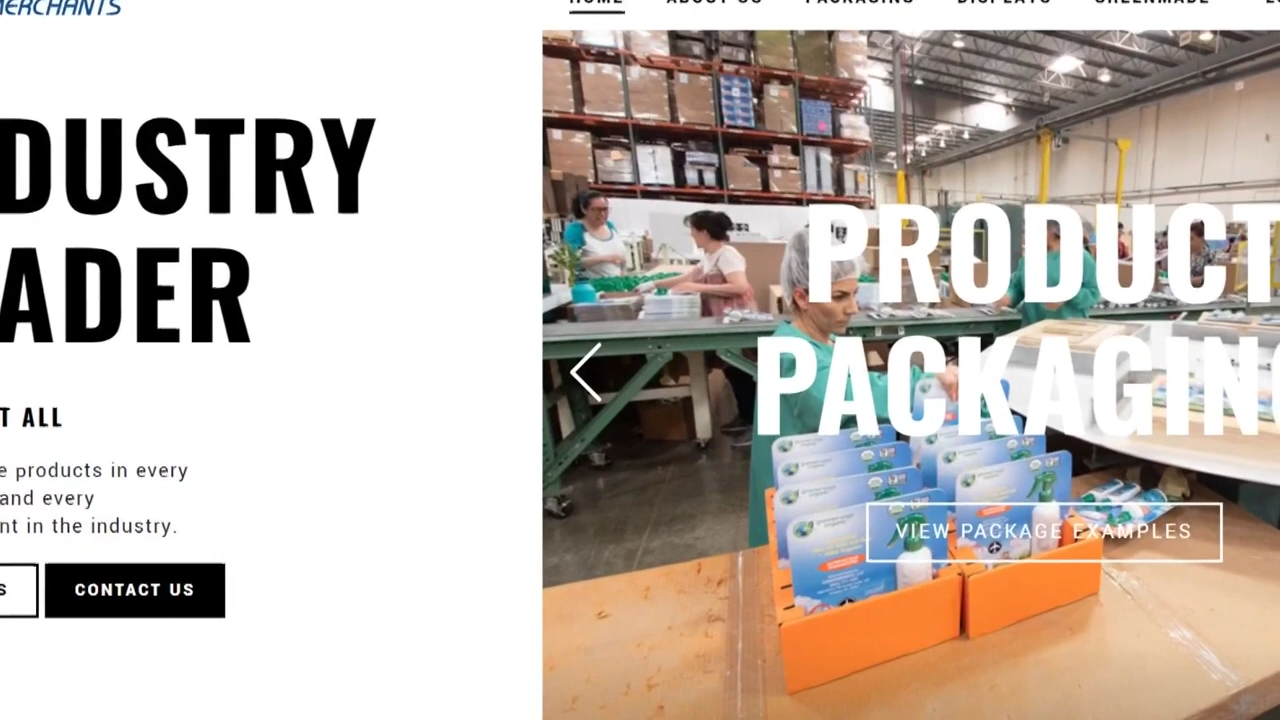 MERCHANTS
HOME ABOUT US PACKAGING DISPLAYS GREENMADE
DUSTRY
ADER
T ALL
e products in every
and every
nt in the industry.
S
CONTACT US
PRODUCT
PACKAGING
VIEW PACKAGE EXAMPLES